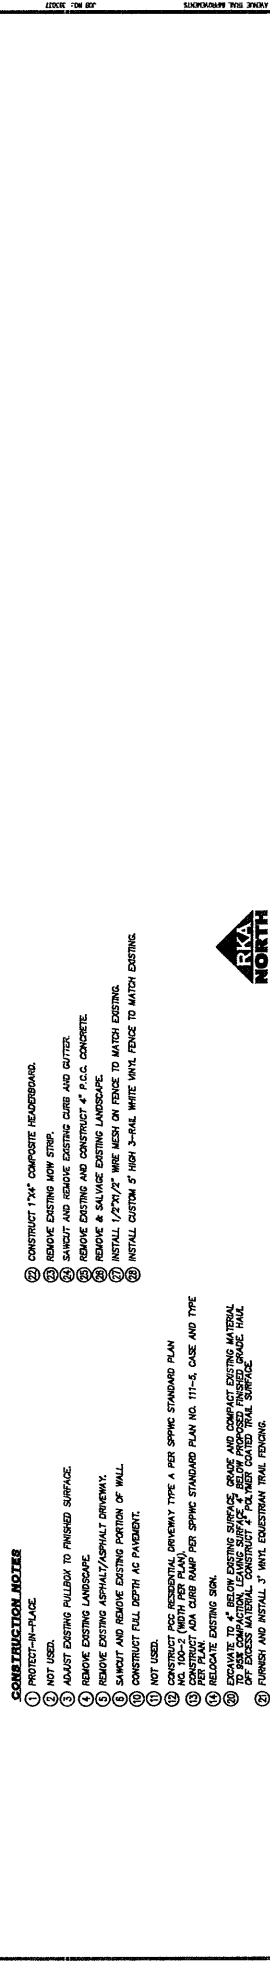 CONSTRUCTION NOTES
1 PROTECT-IN-PLACE.
2 NOT USED.
3 ADJUST EXISTING PULLBOX TO FINISHED SURFACE.
4 REMOVE EXISTING LANDSCAPE.
5 REMOVE EXISTING ASPHALT/ASPHALT DRIVEWAY.
6 SAWCUT AND REMOVE EXISTING PORTION OF WALL.
10 CONSTRUCT FULL DEPTH AC PAVEMENT.
11 NOT USED.
12 CONSTRUCT PCC RESIDENTIAL DRIVEWAY TYPE A PER SPPWC STANDARD PLAN
NO. 100-2 (WIDTH PER PLAN).
13 CONSTRUCT ADA CURB RAMP PER SPPWC STANDARD PLAN NO. 111-5, CASE AND TYPE
PER PLAN.
14 RELOCATE EXISTING SIGN.
20 EXCAVATE TO 4" BELOW EXISTING SURFACE, GRADE AND COMPACT EXISTING MATERIAL
TO 95% COMPACTION, LEAVING SURFACE 4" BELOW PROPOSED FINISHED GRADE. HAUL
OFF EXCESS MATERIAL. CONSTRUCT 4" POLYMER COATED TRAIL SURFACE.
21 FURNISH AND INSTALL 3' VINYL EQUESTRIAN TRAIL FENCING.
22 CONSTRUCT 1"X4" COMPOSITE HEADERBOARD.
23 REMOVE EXISTING MOW STRIP.
24 SAWCUT AND REMOVE EXISTING CURB AND GUTTER.
25 REMOVE EXISTING AND CONSTRUCT 4" P.C.C. CONCRETE.
26 REMOVE & SALVAGE EXISTING LANDSCAPE.
27 INSTALL 1/2"X1/2" WIRE MESH ON FENCE TO MATCH EXISTING.
28 INSTALL CUSTOM 5' HIGH 3-RAIL WHITE VINYL FENCE TO MATCH EXISTING.
RKA
NORTH
AVENUE TRAIL IMPROVEMENTS
JOB NO.: 393037